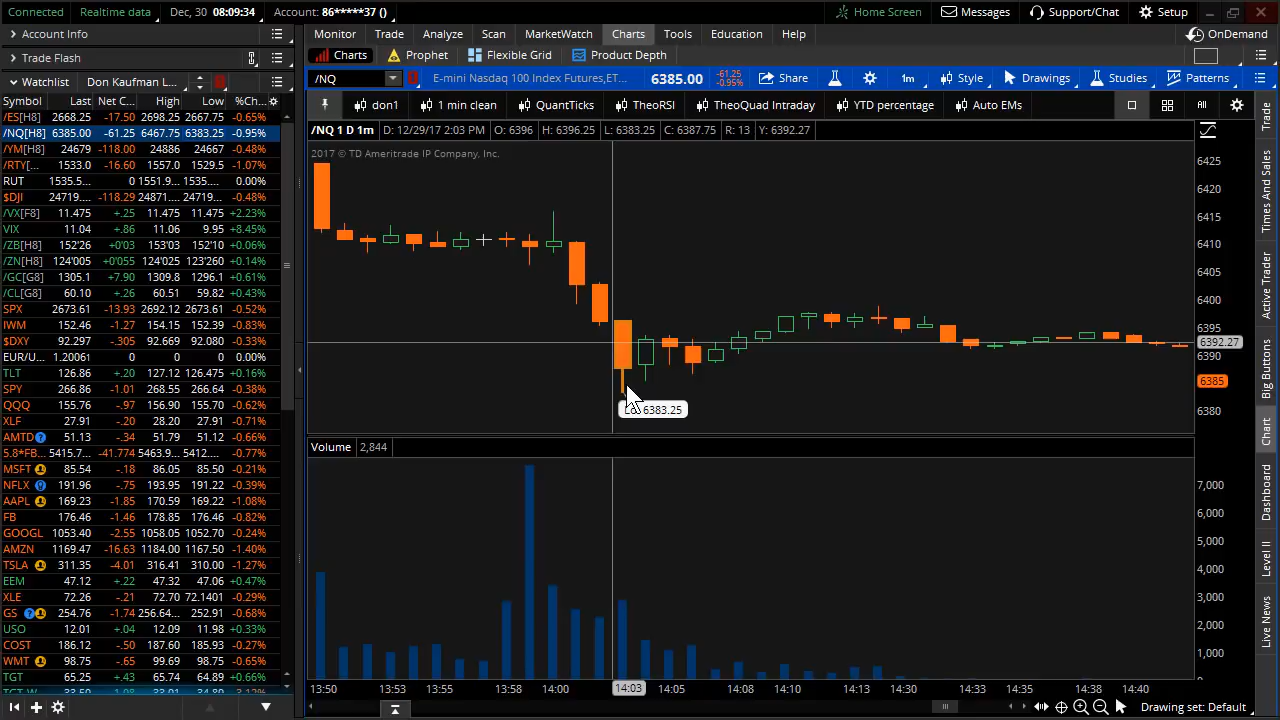 Connected Realtime data Dec, 30 08:09:34 Account: 86*****37 () Home Screen Messages Support/Chat Setup
Account Info
Trade Flash
Watchlist Don Kaufman L...
Symbol Last Net C... High Low %Ch...
/ES[H8] 2668.25 -17.50 2698.25 2667.75 -0.65%
/NQ[H8] 6385.00 -61.25 6467.75 6383.25 -0.95%
/YM[H8] 24679 -118.00 24886 24667 -0.48%
/RTY[... 1533.0 -16.60 1557.0 1529.5 -1.07%
RUT 1535.5... 0 1551.9... 1535.... 0.00%
$DJI 24719.... -118.29 24871.... 24719.... -0.48%
/VX[F8] 11.475 +.25 11.475 11.475 +2.23%
VIX 11.04 +.86 11.06 9.95 +8.45%
/ZB[H8] 152'26 +0'03 153'03 152'10 +0.06%
/ZN[H8] 124'005 +0'055 124'025 123'260 +0.14%
/GC[G8] 1305.1 +7.90 1309.8 1296.1 +0.61%
/CL[G8] 60.10 +.26 60.51 59.82 +0.43%
SPX 2673.61 -13.93 2692.12 2673.61 -0.52%
IWM 152.46 -1.27 154.15 152.39 -0.83%
$DXY 92.297 -.305 92.669 92.080 -0.33%
EUR/U... 1.2006↑ 0 0 0 0.00%
TLT 126.86 +.20 127.12 126.475 +0.16%
SPY 266.86 -1.01 268.55 266.64 -0.38%
QQQ 155.76 -.97 156.90 155.70 -0.62%
XLF 27.91 -.20 28.20 27.91 -0.71%
AMTD 51.13 -.34 51.79 51.12 -0.66%
5.8*FB... 5415.7... -41.774 5463.9... 5412.... -0.77%
MSFT 85.54 -.18 86.05 85.50 -0.21%
NFLX 191.96 -.75 193.95 191.22 -0.39%
AAPL 169.23 -1.85 170.59 169.22 -1.08%
FB 176.46 -1.46 178.85 176.46 -0.82%
GOOGL 1053.40 -2.55 1058.05 1052.70 -0.24%
AMZN 1169.47 -16.63 1184.00 1167.50 -1.40%
TSLA 311.35 -4.01 316.41 310.00 -1.27%
EEM 47.12 +.22 47.32 47.06 +0.47%
XLE 72.26 -.21 72.70 72.1401 -0.29%
GS 254.76 -1.74 256.64... 252.91 -0.68%
USO 12.01 +.04 12.09 11.98 +0.33%
COST 186.12 -.50 187.60 185.93 -0.27%
WMT 98.75 -.65 99.69 98.75 -0.65%
TGT 65.25 +.43 65.74 64.89 +0.66%
Monitor Trade Analyze Scan MarketWatch Charts Tools Education Help OnDemand
Charts Prophet Flexible Grid Product Depth
/NQ E-mini Nasdaq 100 Index Futures,ET... 6385.00 -61.25 -0.95% Share 1m Style Drawings Studies Patterns
don1 1 min clean QuantTicks TheoRSI TheoQuad Intraday YTD percentage Auto EMs All
/NQ 1 D 1m D: 12/29/17 2:03 PM O: 6396 H: 6396.25 L: 6383.25 C: 6387.75 R: 13 Y: 6392.27
2017 © TD Ameritrade IP Company, Inc.
6425
6420
6415
6410
6405
6400
6395
6392.27
6390
6385
6380
6383.25
Volume 2,844
7,000
6,000
5,000
4,000
3,000
2,000
1,000
13:50 13:53 13:55 13:58 14:00 14:03 14:05 14:08 14:10 14:13 14:30 14:33 14:35 14:38 14:40
Drawing set: Default
Trade
Times And Sales
Active Trader
Chart
Dashboard
Level II
Live News